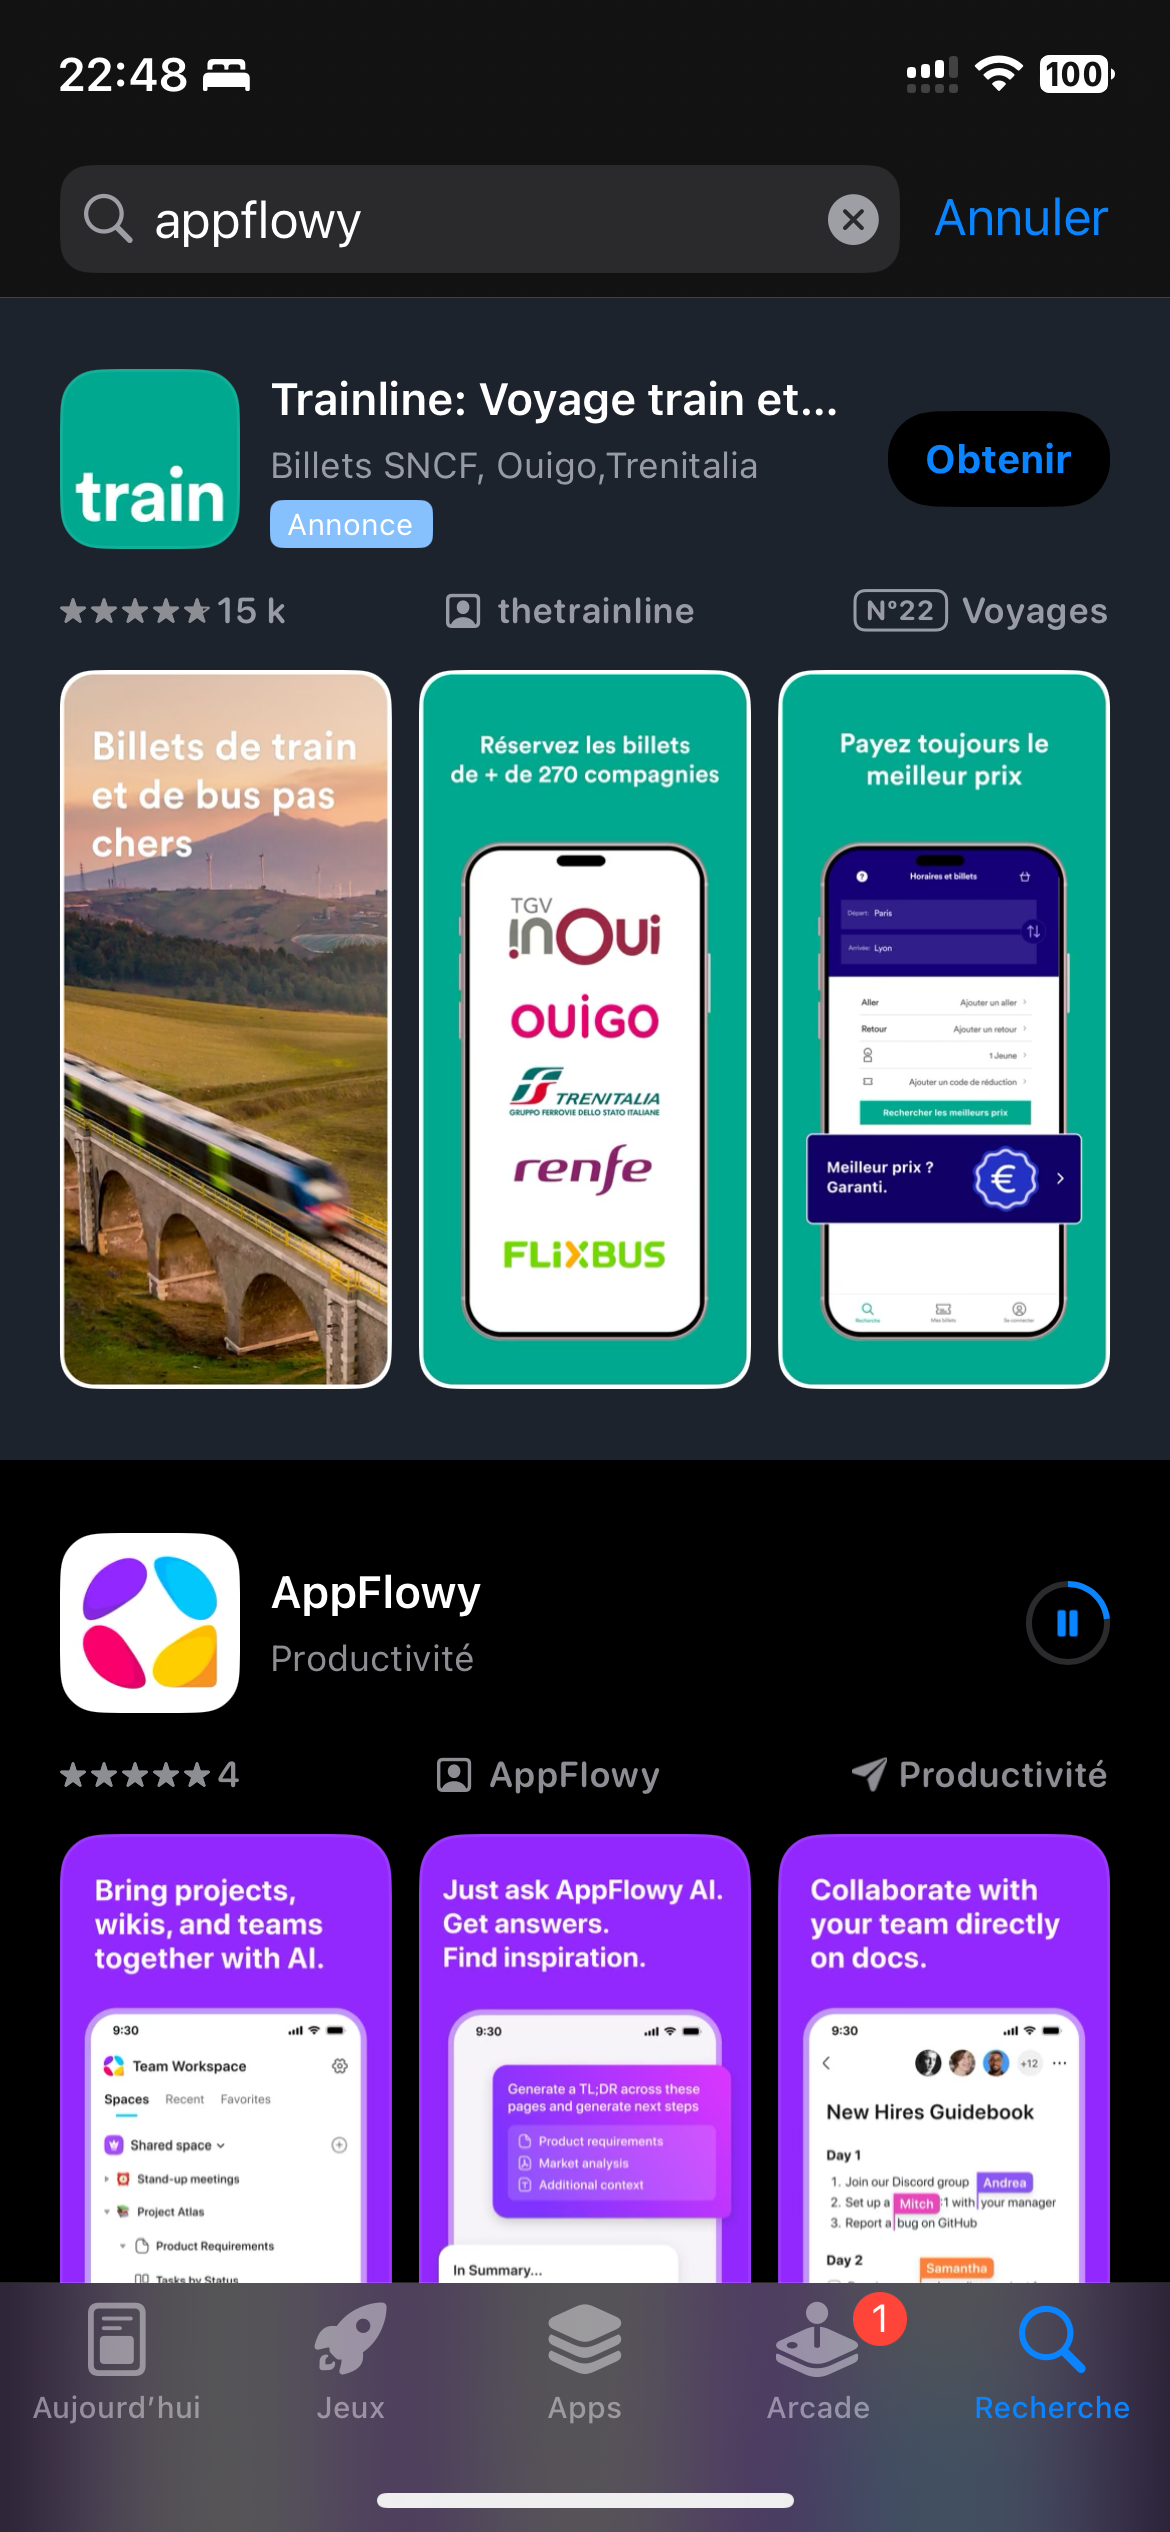 22:48
100
appflowy
Annuler
train
Trainline: Voyage train et...
Billets SNCF, Ouigo,Trenitalia
Annonce
Obtenir
15 k
thetrainline
N°22
Voyages
Billets de train
et de bus pas
chers
Réservez les billets
de + de 270 compagnies
TGV
inOui
OUIGO
TRENITALIA
GRUPPO FERROVIE DELLO STATO ITALIANE
renfe
FLiXBUS
Payez toujours le
meilleur prix
Horaires et billets
Départ: Paris
Arrivée: Lyon
Aller
Ajouter un aller
Retour
Ajouter un retour
1 Jeune
Ajouter un code de réduction
Rechercher les meilleurs prix
Meilleur prix ?
Garanti.
Recherche
Mes billets
Se connecter
AppFlowy
Productivité
4
AppFlowy
Productivité
Bring projects,
wikis, and teams
together with AI.
9:30
Team Workspace
Spaces
Recent
Favorites
Shared space
Stand-up meetings
Project Atlas
Product Requirements
Tasks by Status
Just ask AppFlowy AI.
Get answers.
Find inspiration.
9:30
Generate a TL;DR across these
pages and generate next steps
Product requirements
Market analysis
Additional context
In Summary...
Collaborate with
your team directly
on docs.
9:30
+12
New Hires Guidebook
Day 1
1. Join our Discord group
Andrea
2. Set up a
Mitch
:1 with your manager
3. Report a bug on GitHub
Day 2
Samantha
Aujourd'hui
Jeux
Apps
Arcade
1
Recherche